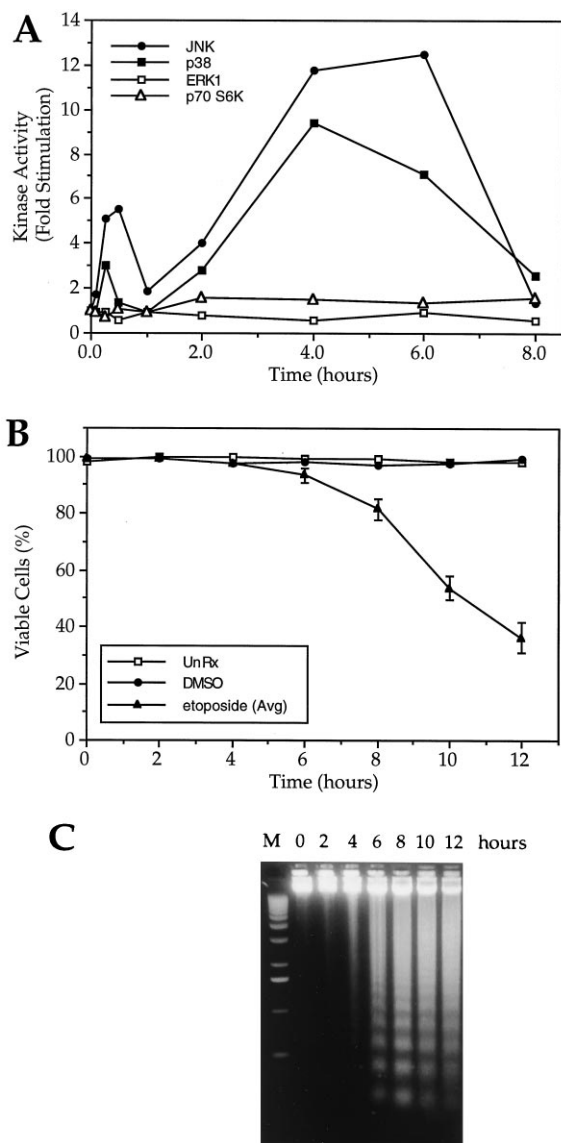 A
14
12
10
8
6
4
2
0
Kinase Activity
(Fold Stimulation)
JNK
p38
ERK1
p70 S6K
0.0 2.0 4.0 6.0 8.0
Time (hours)
B
100
80
60
40
20
0
Viable Cells (%)
UnRx
DMSO
etoposide (Avg)
0 2 4 6 8 10 12
Time (hours)
C
M 0 2 4 6 8 10 12 hours